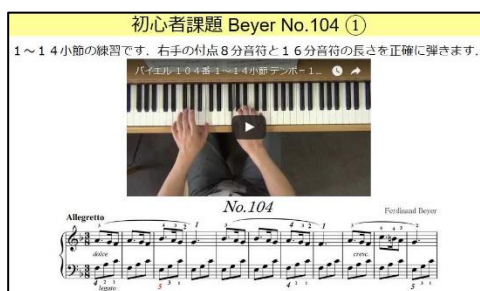 初心者課題 Beyer No.104 ①
1～14小節の練習です．右手の付点8分音符と16分音符の長さを正確に弾きます．
バイエル104番 1～14小節 テンポ=1...
No.104
Ferdinand Beyer
Allegretto
dolce
cresc.
legato